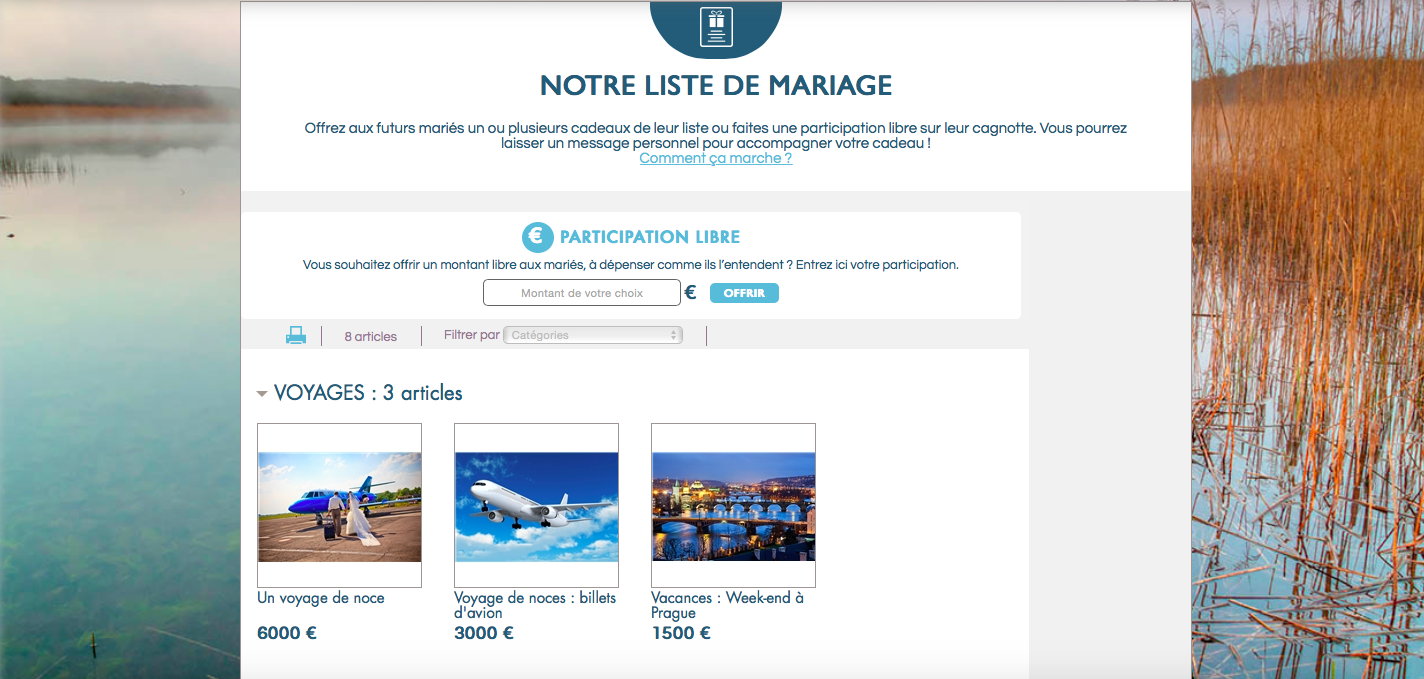 NOTRE LISTE DE MARIAGE
Offrez aux futurs mariés un ou plusieurs cadeaux de leur liste ou faites une participation libre sur leur cagnotte. Vous pourrez
laisser un message personnel pour accompagner votre cadeau !
Comment ça marche ?
€ PARTICIPATION LIBRE
Vous souhaitez offrir un montant libre aux mariés, à dépenser comme ils l’entendent ? Entrez ici votre participation.
Montant de votre choix € OFFRIR
8 articles Filtrer par Catégories
VOYAGES : 3 articles
Un voyage de noce
6000 €
Voyage de noces : billets
d'avion
3000 €
Vacances : Week-end à
Prague
1500 €